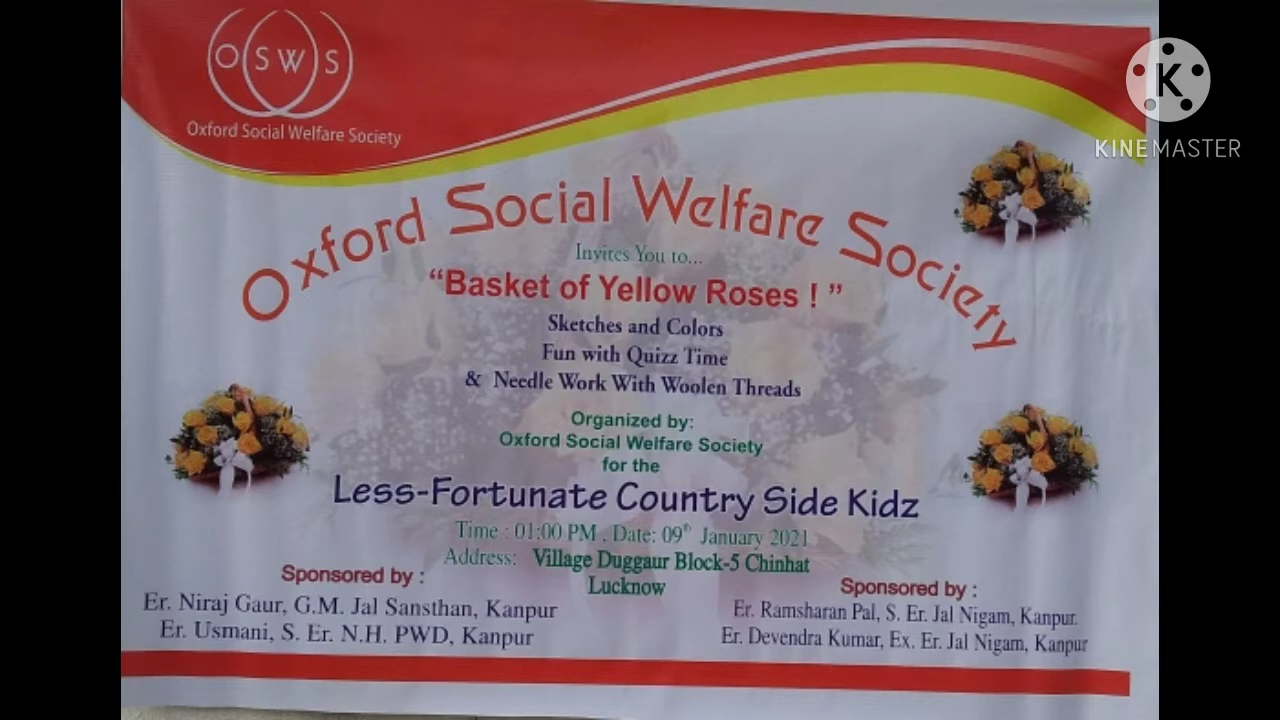 O S W S
Oxford Social Welfare Society
K
KINEMASTER
Oxford Social Welfare Society
Invites You to...
“Basket of Yellow Roses ! ”
Sketches and Colors
Fun with Quizz Time
& Needle Work With Woolen Threads
Organized by:
Oxford Social Welfare Society
for the
Less-Fortunate Country Side Kidz
Time : 01:00 PM , Date: 09th January 2021
Address: Village Duggaur Block-5 Chinhat
Lucknow
Sponsored by :
Er. Niraj Gaur, G.M. Jal Sansthan, Kanpur
Er. Usmani, S. Er. N.H. PWD, Kanpur
Sponsored by :
Er. Ramsharan Pal, S. Er. Jal Nigam, Kanpur.
Er. Devendra Kumar, Ex. Er. Jal Nigam, Kanpur